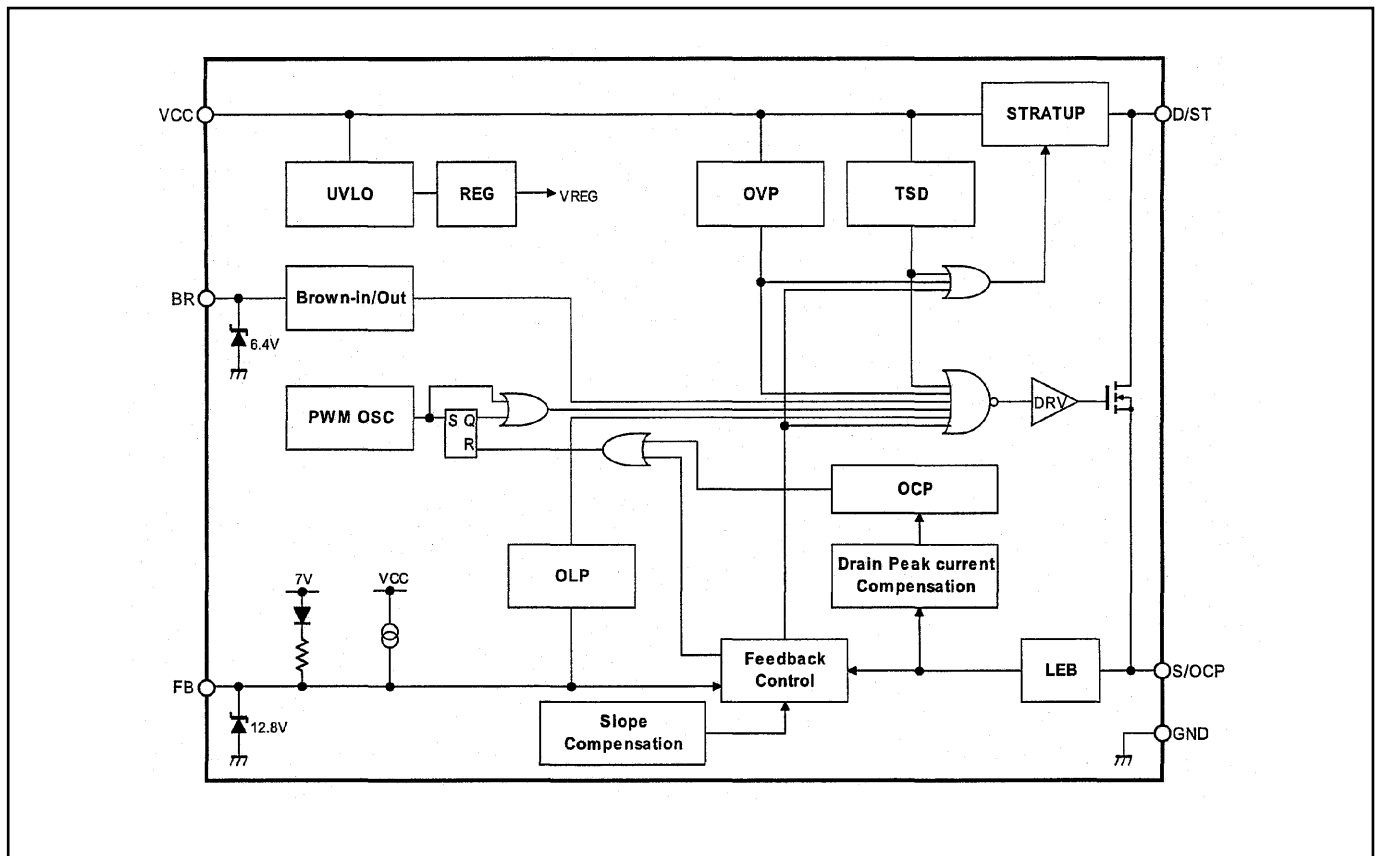 VCC
STRATUP
D/ST
UVLO
REG
VREG
OVP
TSD
BR
Brown-in/Out
6.4V
PWM OSC
S Q
R
DRV
OCP
OLP
Drain Peak current
Compensation
7V
VCC
Feedback
Control
LEB
S/OCP
FB
12.8V
Slope
Compensation
GND